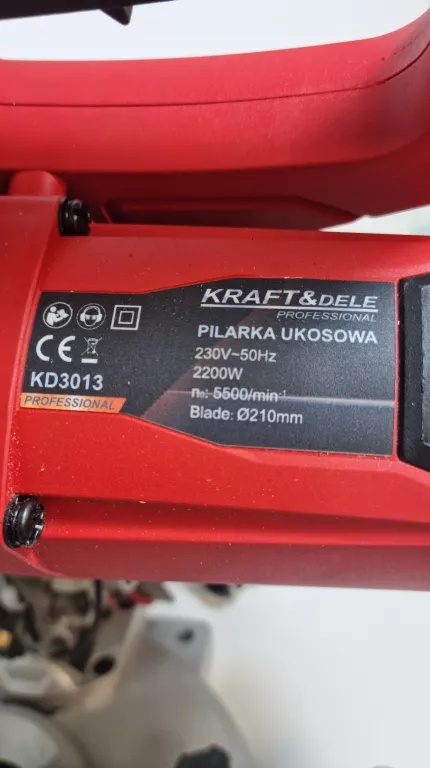 KRAFT&DELE
PROFESSIONAL
PILARKA UKOSOWA
230V~50Hz
2200W
n₀: 5500/min⁻¹
Blade: Ø210mm
CE
KD3013
PROFESSIONAL